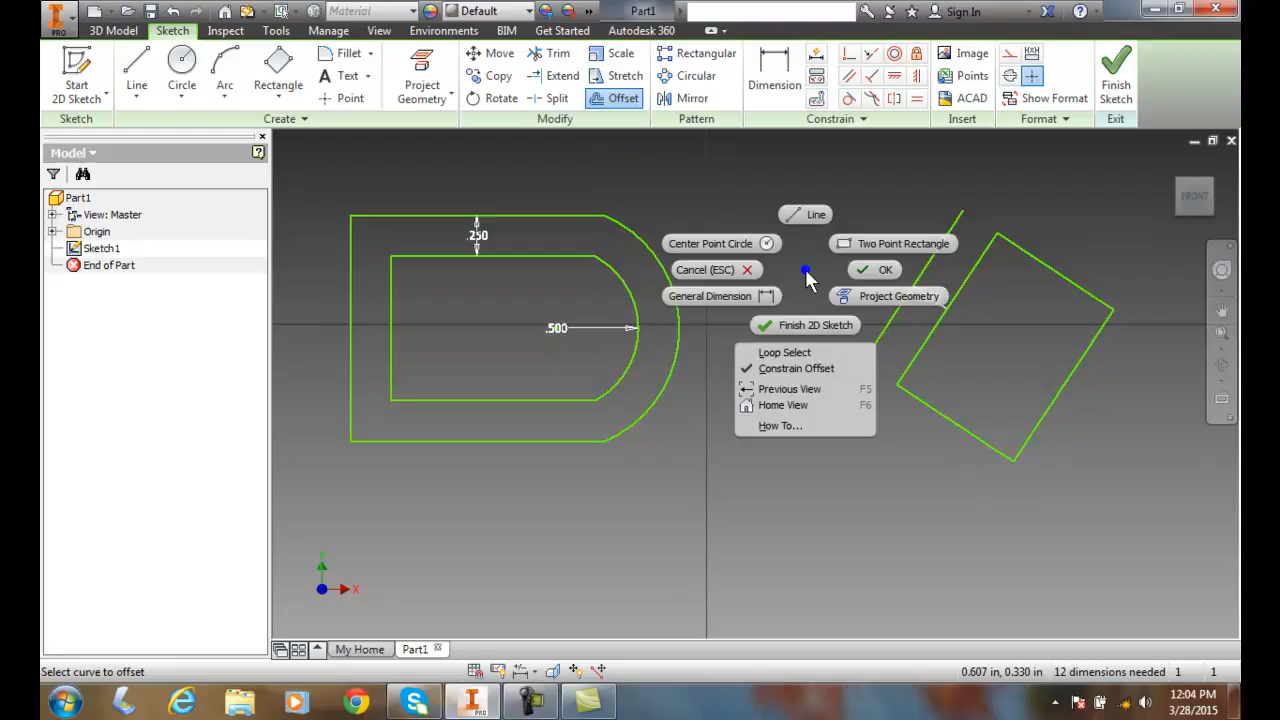 Material Default Part1 Sign In
PRO 3D Model Sketch Inspect Tools Manage View Environments BIM Get Started Autodesk 360
Start 2D Sketch Line Circle Arc Rectangle Fillet Text Point Project Geometry
Move Copy Rotate Trim Extend Split Scale Stretch Offset
Rectangular Circular Mirror Dimension Image Points ACAD Show Format Finish Sketch
Sketch Create Modify Pattern Constrain Insert Format Exit
Model
Part1
View: Master
Origin
Sketch1
End of Part
FRONT
.250
.500
Line
Center Point Circle Two Point Rectangle
Cancel (ESC) OK
General Dimension Project Geometry
Finish 2D Sketch
Loop Select
Constrain Offset
Previous View F5
Home View F6
How To...
X
My Home Part1
Select curve to offset 0.607 in, 0.330 in 12 dimensions needed 1 1
12:04 PM
3/28/2015